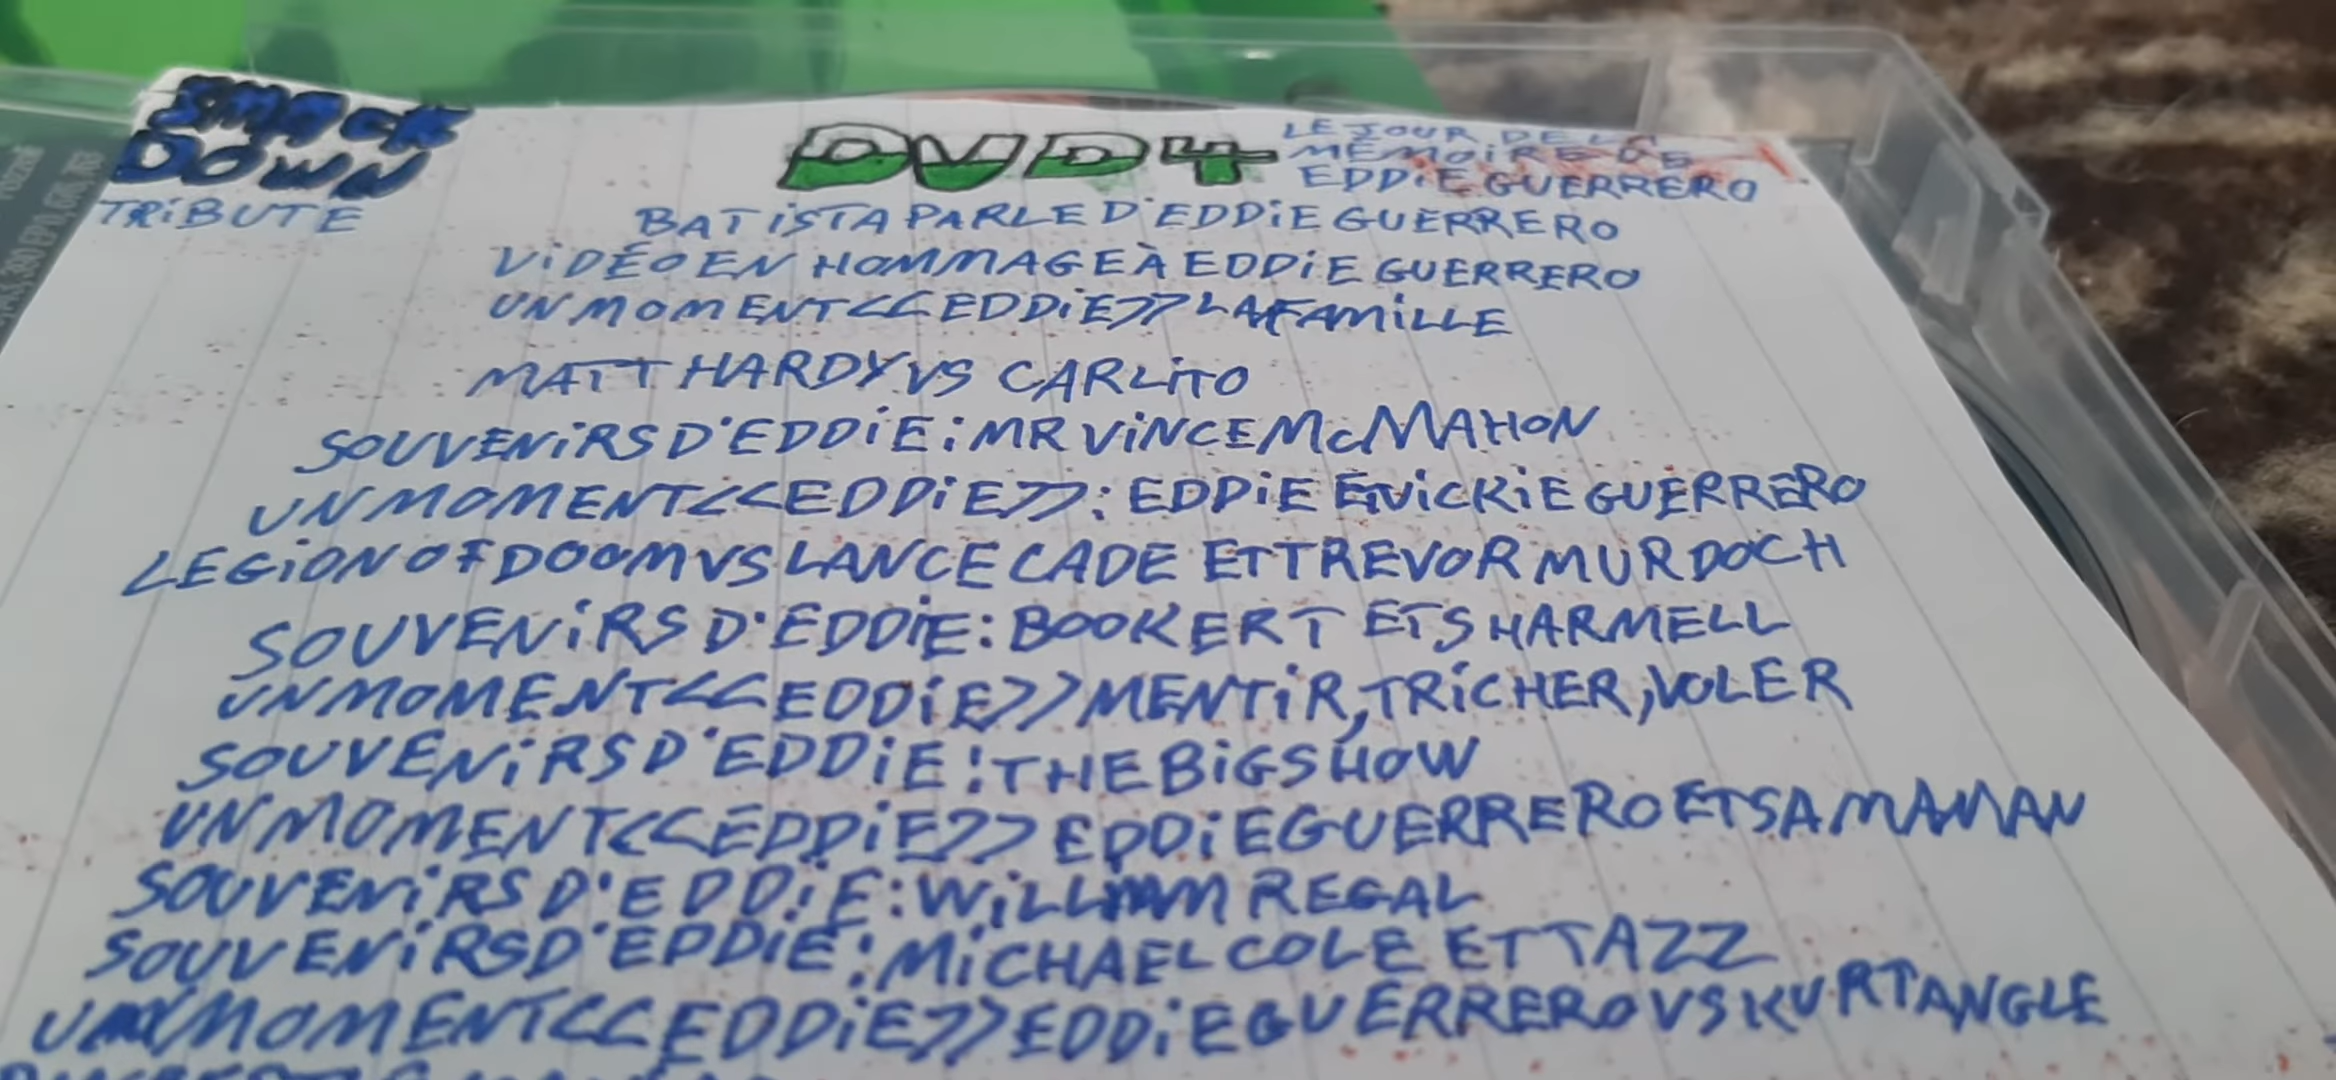 SMACK
DOWN
TRIBUTE
DVD4
LE JOUR DE LA
MÉMOIRE DE
EDDIE GUERRERO
BATISTA PARLE D'EDDIE GUERRERO
VIDÉO EN HOMMAGE À EDDIE GUERRERO
UN MOMENT <<EDDIE>> LA FAMILLE
MATT HARDY VS CARLITO
SOUVENIRS D'EDDIE: MR VINCE McMAHON
UN MOMENT <<EDDIE>>: EDDIE ET VICKIE GUERRERO
LEGION OF DOOM VS LANCE CADE ET TREVOR MURDOCH
SOUVENIRS D'EDDIE: BOOKER T ET SHARMELL
UN MOMENT <<EDDIE>> MENTIR, TRICHER, VOLER
SOUVENIRS D'EDDIE: THE BIG SHOW
UN MOMENT <<EDDIE>> EDDIE GUERRERO ET SA MAMAN
SOUVENIRS D'EDDIE: WILLIAM REGAL
SOUVENIRS D'EDDIE: MICHAEL COLE ET TAZZ
UN MOMENT <<EDDIE>> EDDIE GUERRERO VS KURT ANGLE